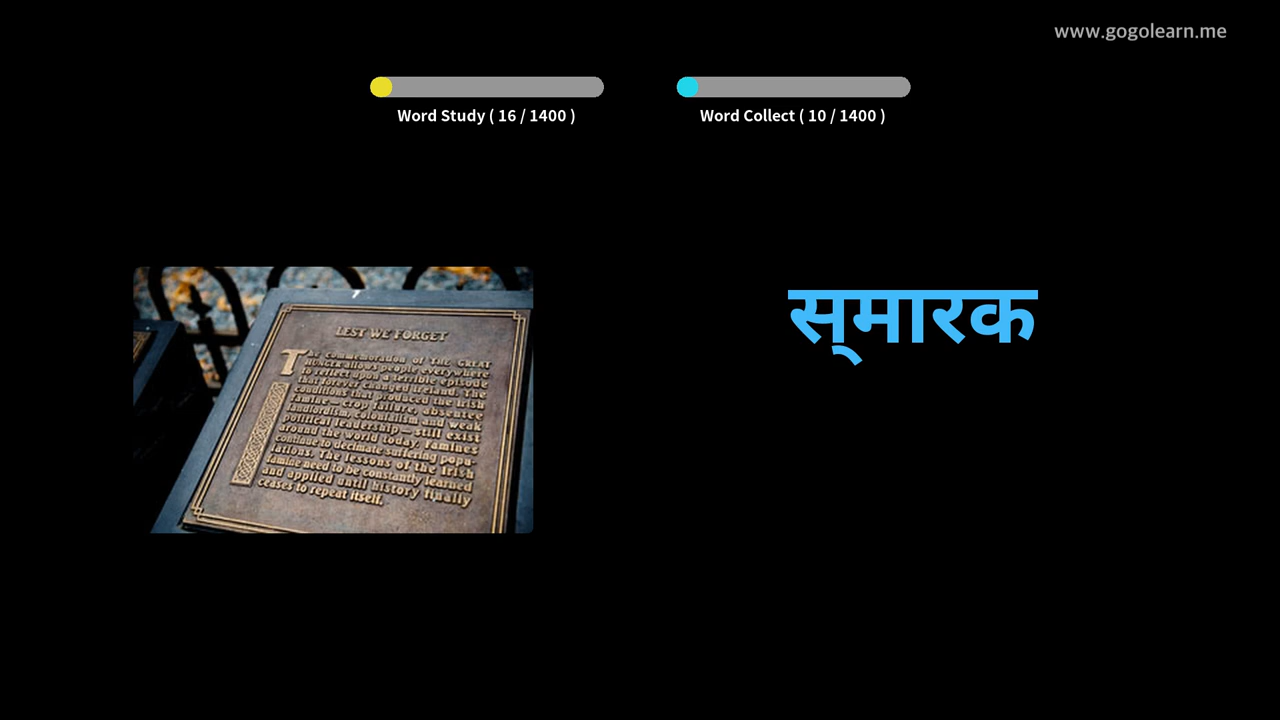 www.gogolearn.me
Word Study ( 16 / 1400 )
Word Collect ( 10 / 1400 )
स्‌मारक
LEST WE FORGET
The commemoration of THE GREAT
HUNGER allows people everywhere
to reflect upon a terrible episode
that forever changed Ireland. The
conditions that produced the Irish
famine — crop failure, absentee
landlordism, colonialism and weak
political leadership — still exist
around the world today. Famines
continue to decimate suffering popu-
lations. The lessons of the Irish
famine need to be constantly learned
and applied until history finally
ceases to repeat itself.